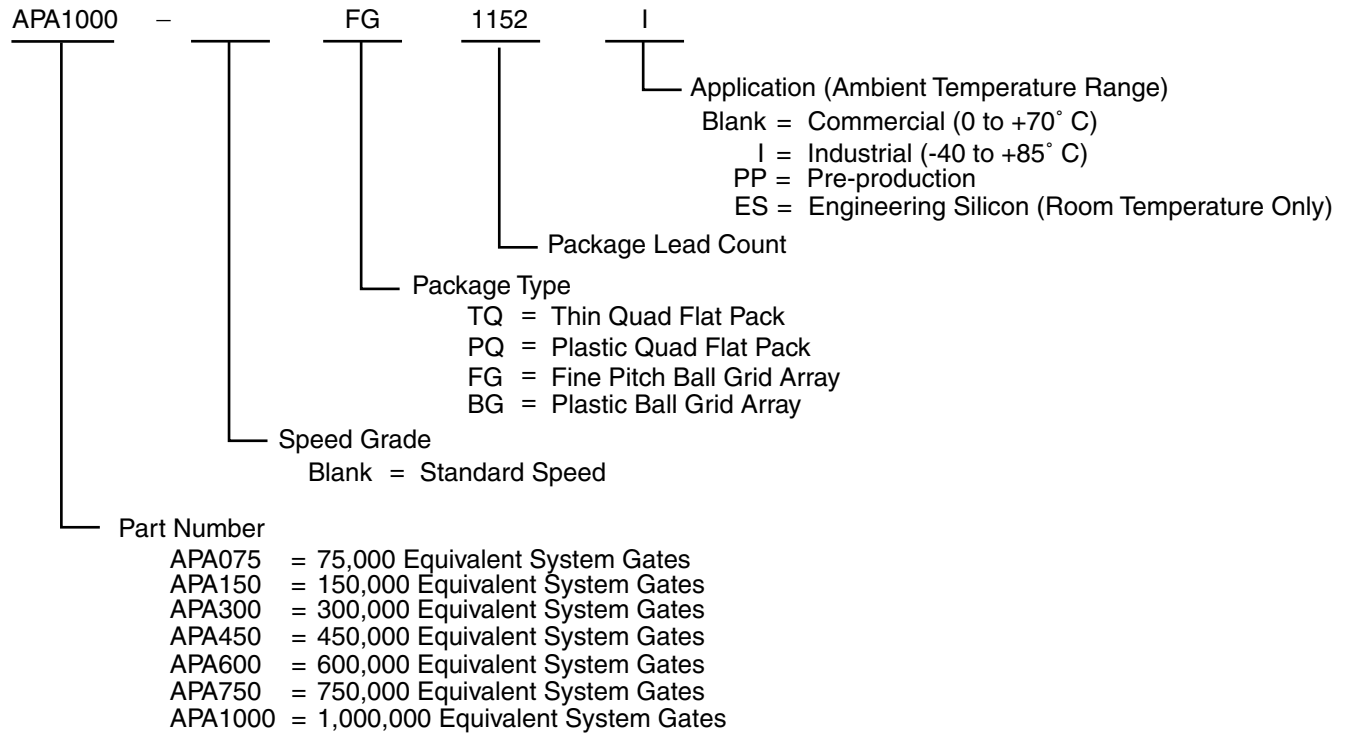 APA1000 – FG 1152 I
Application (Ambient Temperature Range)
Blank = Commercial (0 to +70˚ C)
I = Industrial (-40 to +85˚ C)
PP = Pre-production
ES = Engineering Silicon (Room Temperature Only)
Package Lead Count
Package Type
TQ = Thin Quad Flat Pack
PQ = Plastic Quad Flat Pack
FG = Fine Pitch Ball Grid Array
BG = Plastic Ball Grid Array
Speed Grade
Blank = Standard Speed
Part Number
APA075 = 75,000 Equivalent System Gates
APA150 = 150,000 Equivalent System Gates
APA300 = 300,000 Equivalent System Gates
APA450 = 450,000 Equivalent System Gates
APA600 = 600,000 Equivalent System Gates
APA750 = 750,000 Equivalent System Gates
APA1000 = 1,000,000 Equivalent System Gates